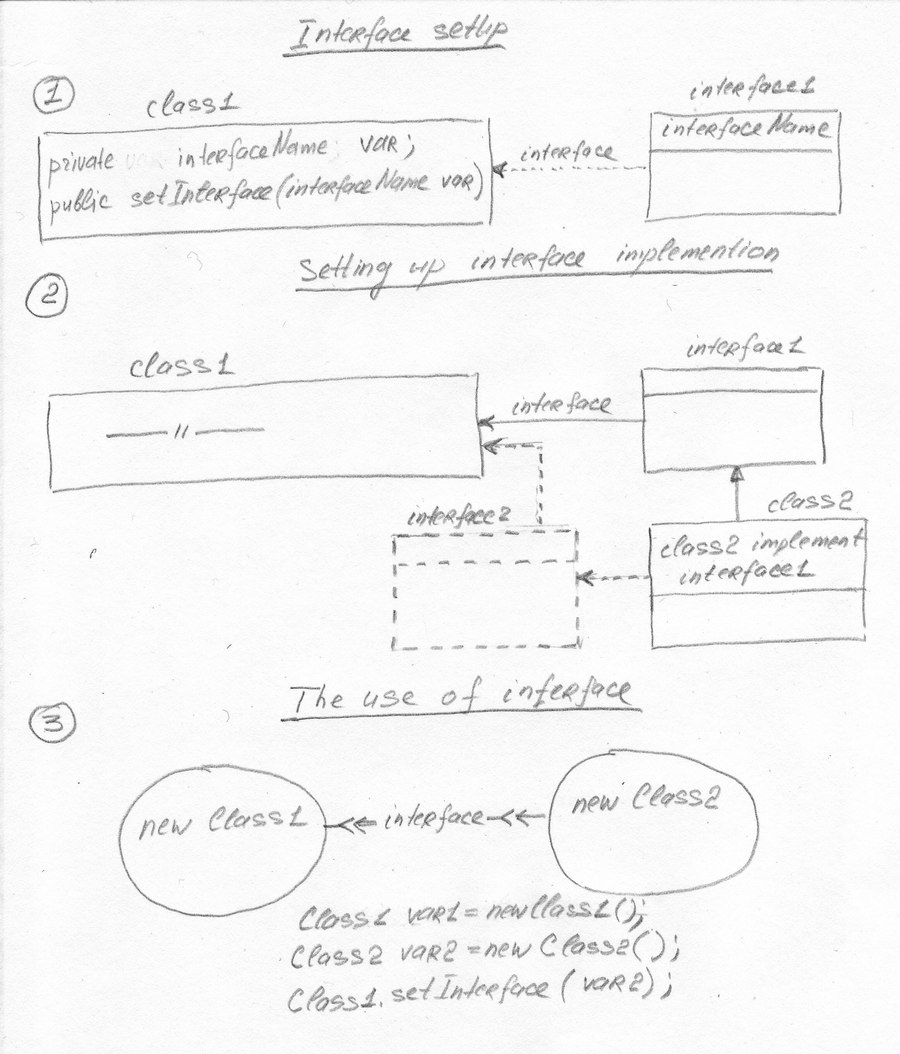 Interface setup
1
class1
interface1
private interfaceName var;
public setInterface(interfaceName var)
interface
interfaceName
Setting up interface implemention
2
class1
interface1
interface
— 11 —
interface2
class2
class2 implement
interface1
The use of interface
3
new Class1
interface
new Class2
Class1 var1 = new Class1();
Class2 var2 = new Class2();
Class1.setInterface (var2);